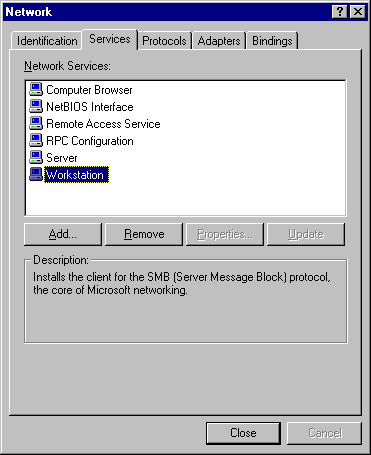 Network
Identification Services Protocols Adapters Bindings
Network Services:
Computer Browser
NetBIOS Interface
Remote Access Service
RPC Configuration
Server
Workstation
Add... Remove Properties... Update
Description:
Installs the client for the SMB (Server Message Block) protocol,
the core of Microsoft networking.
Close Cancel